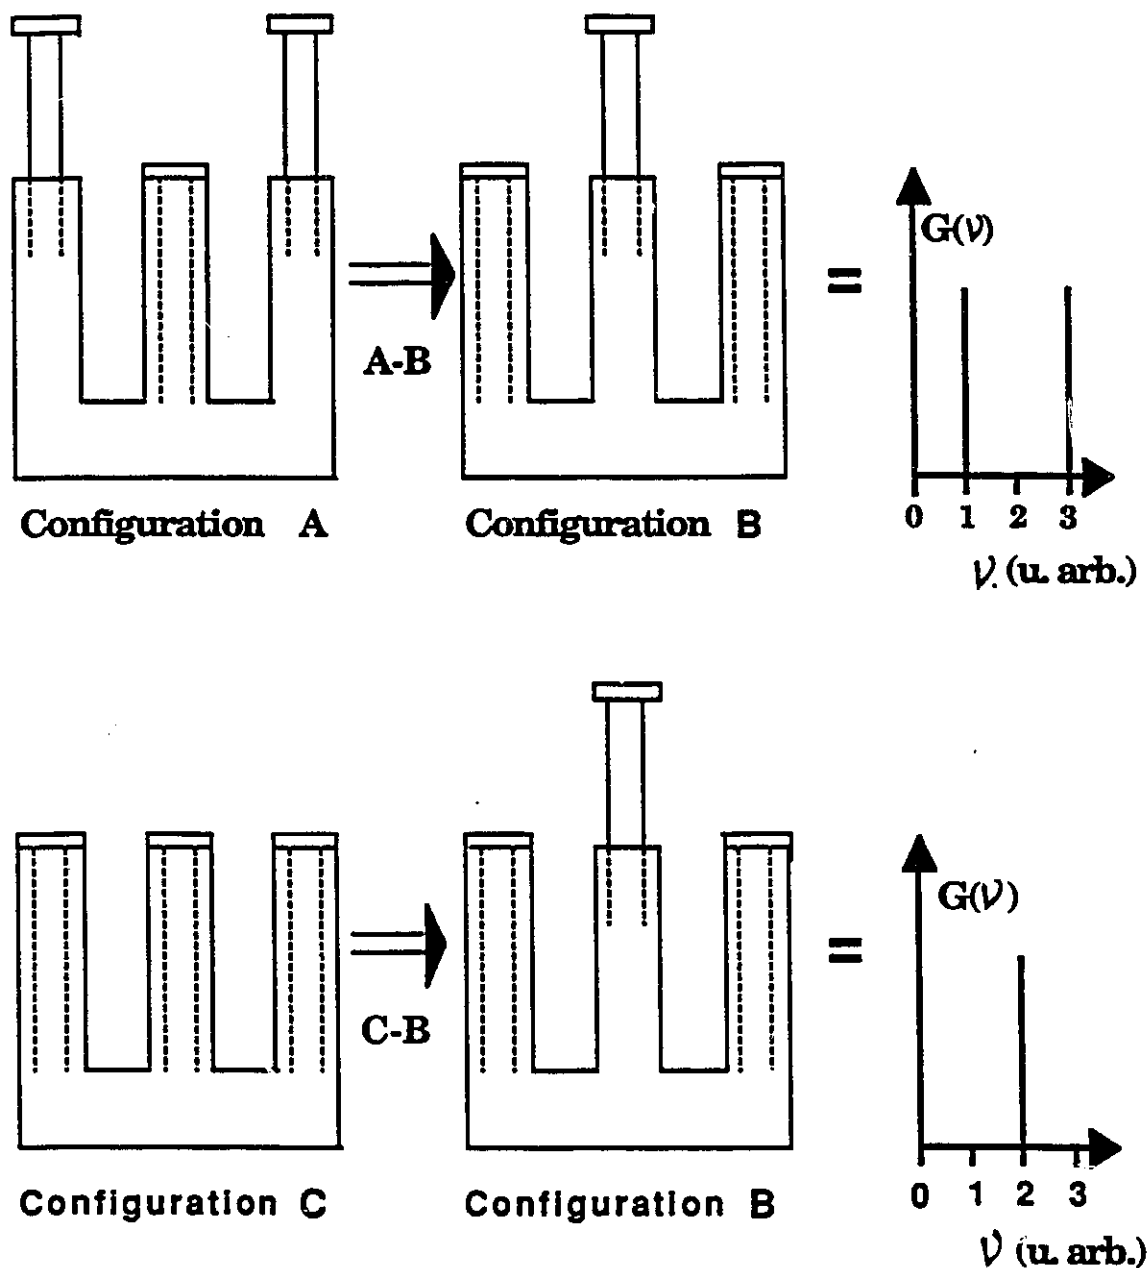 G(ν)
A-B
=
0 1 2 3
Configuration A
Configuration B
ν. (u. arb.)
G(ν)
C-B
=
0 1 2 3
Configuration C
Configuration B
ν (u. arb.)